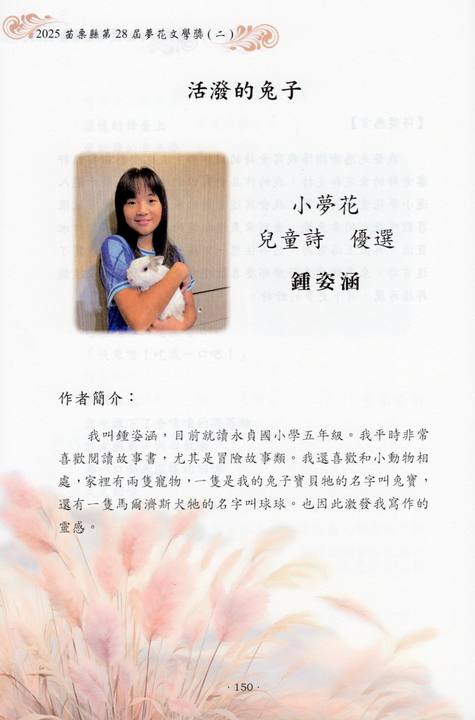 2025 苗栗縣第 28 屆夢花文學獎 ( 二 )
活潑的兔子
小夢花
兒童詩　優選
鍾姿涵
作者簡介：
我叫鍾姿涵，目前就讀永貞國小學五年級。我平時非常
喜歡閱讀故事書，尤其是冒險故事類。我還喜歡和小動物相
處，家裡有兩隻寵物，一隻是我的兔子寶貝牠的名字叫兔寶，
還有一隻馬爾濟斯犬牠的名字叫球球。也因此激發我寫作的
靈感。
· 150 ·